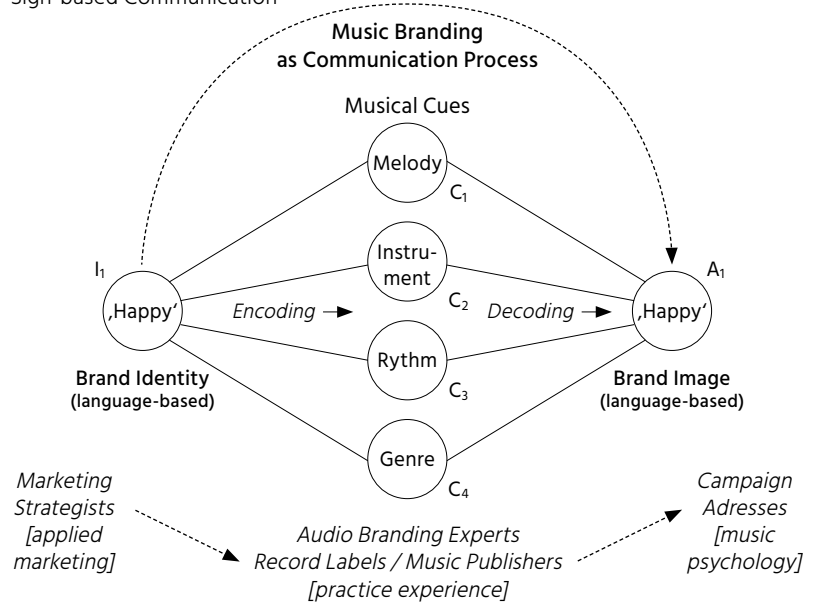 Sign-based Communication
Music Branding
as Communication Process
Musical Cues
Melody
C₁
I₁
Instru-
ment
A₁
C₂
‚Happy‘
Encoding
Decoding
‚Happy‘
Rythm
C₃
Brand Identity
(language-based)
Brand Image
(language-based)
Genre
C₄
Marketing
Strategists
[applied
marketing]
Audio Branding Experts
Record Labels / Music Publishers
[practice experience]
Campaign
Adresses
[music
psychology]